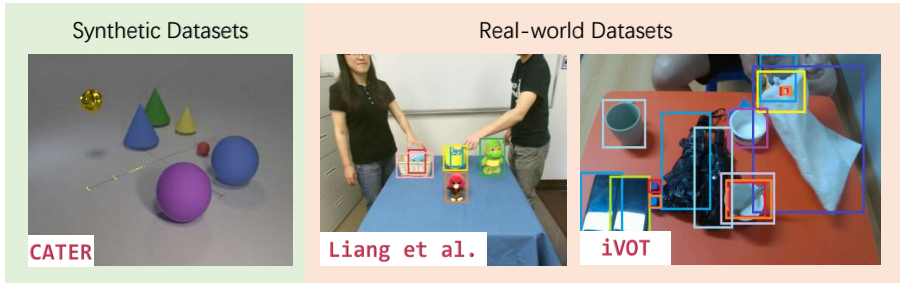 Synthetic Datasets
Real-world Datasets
CATER
Liang et al.
iVOT